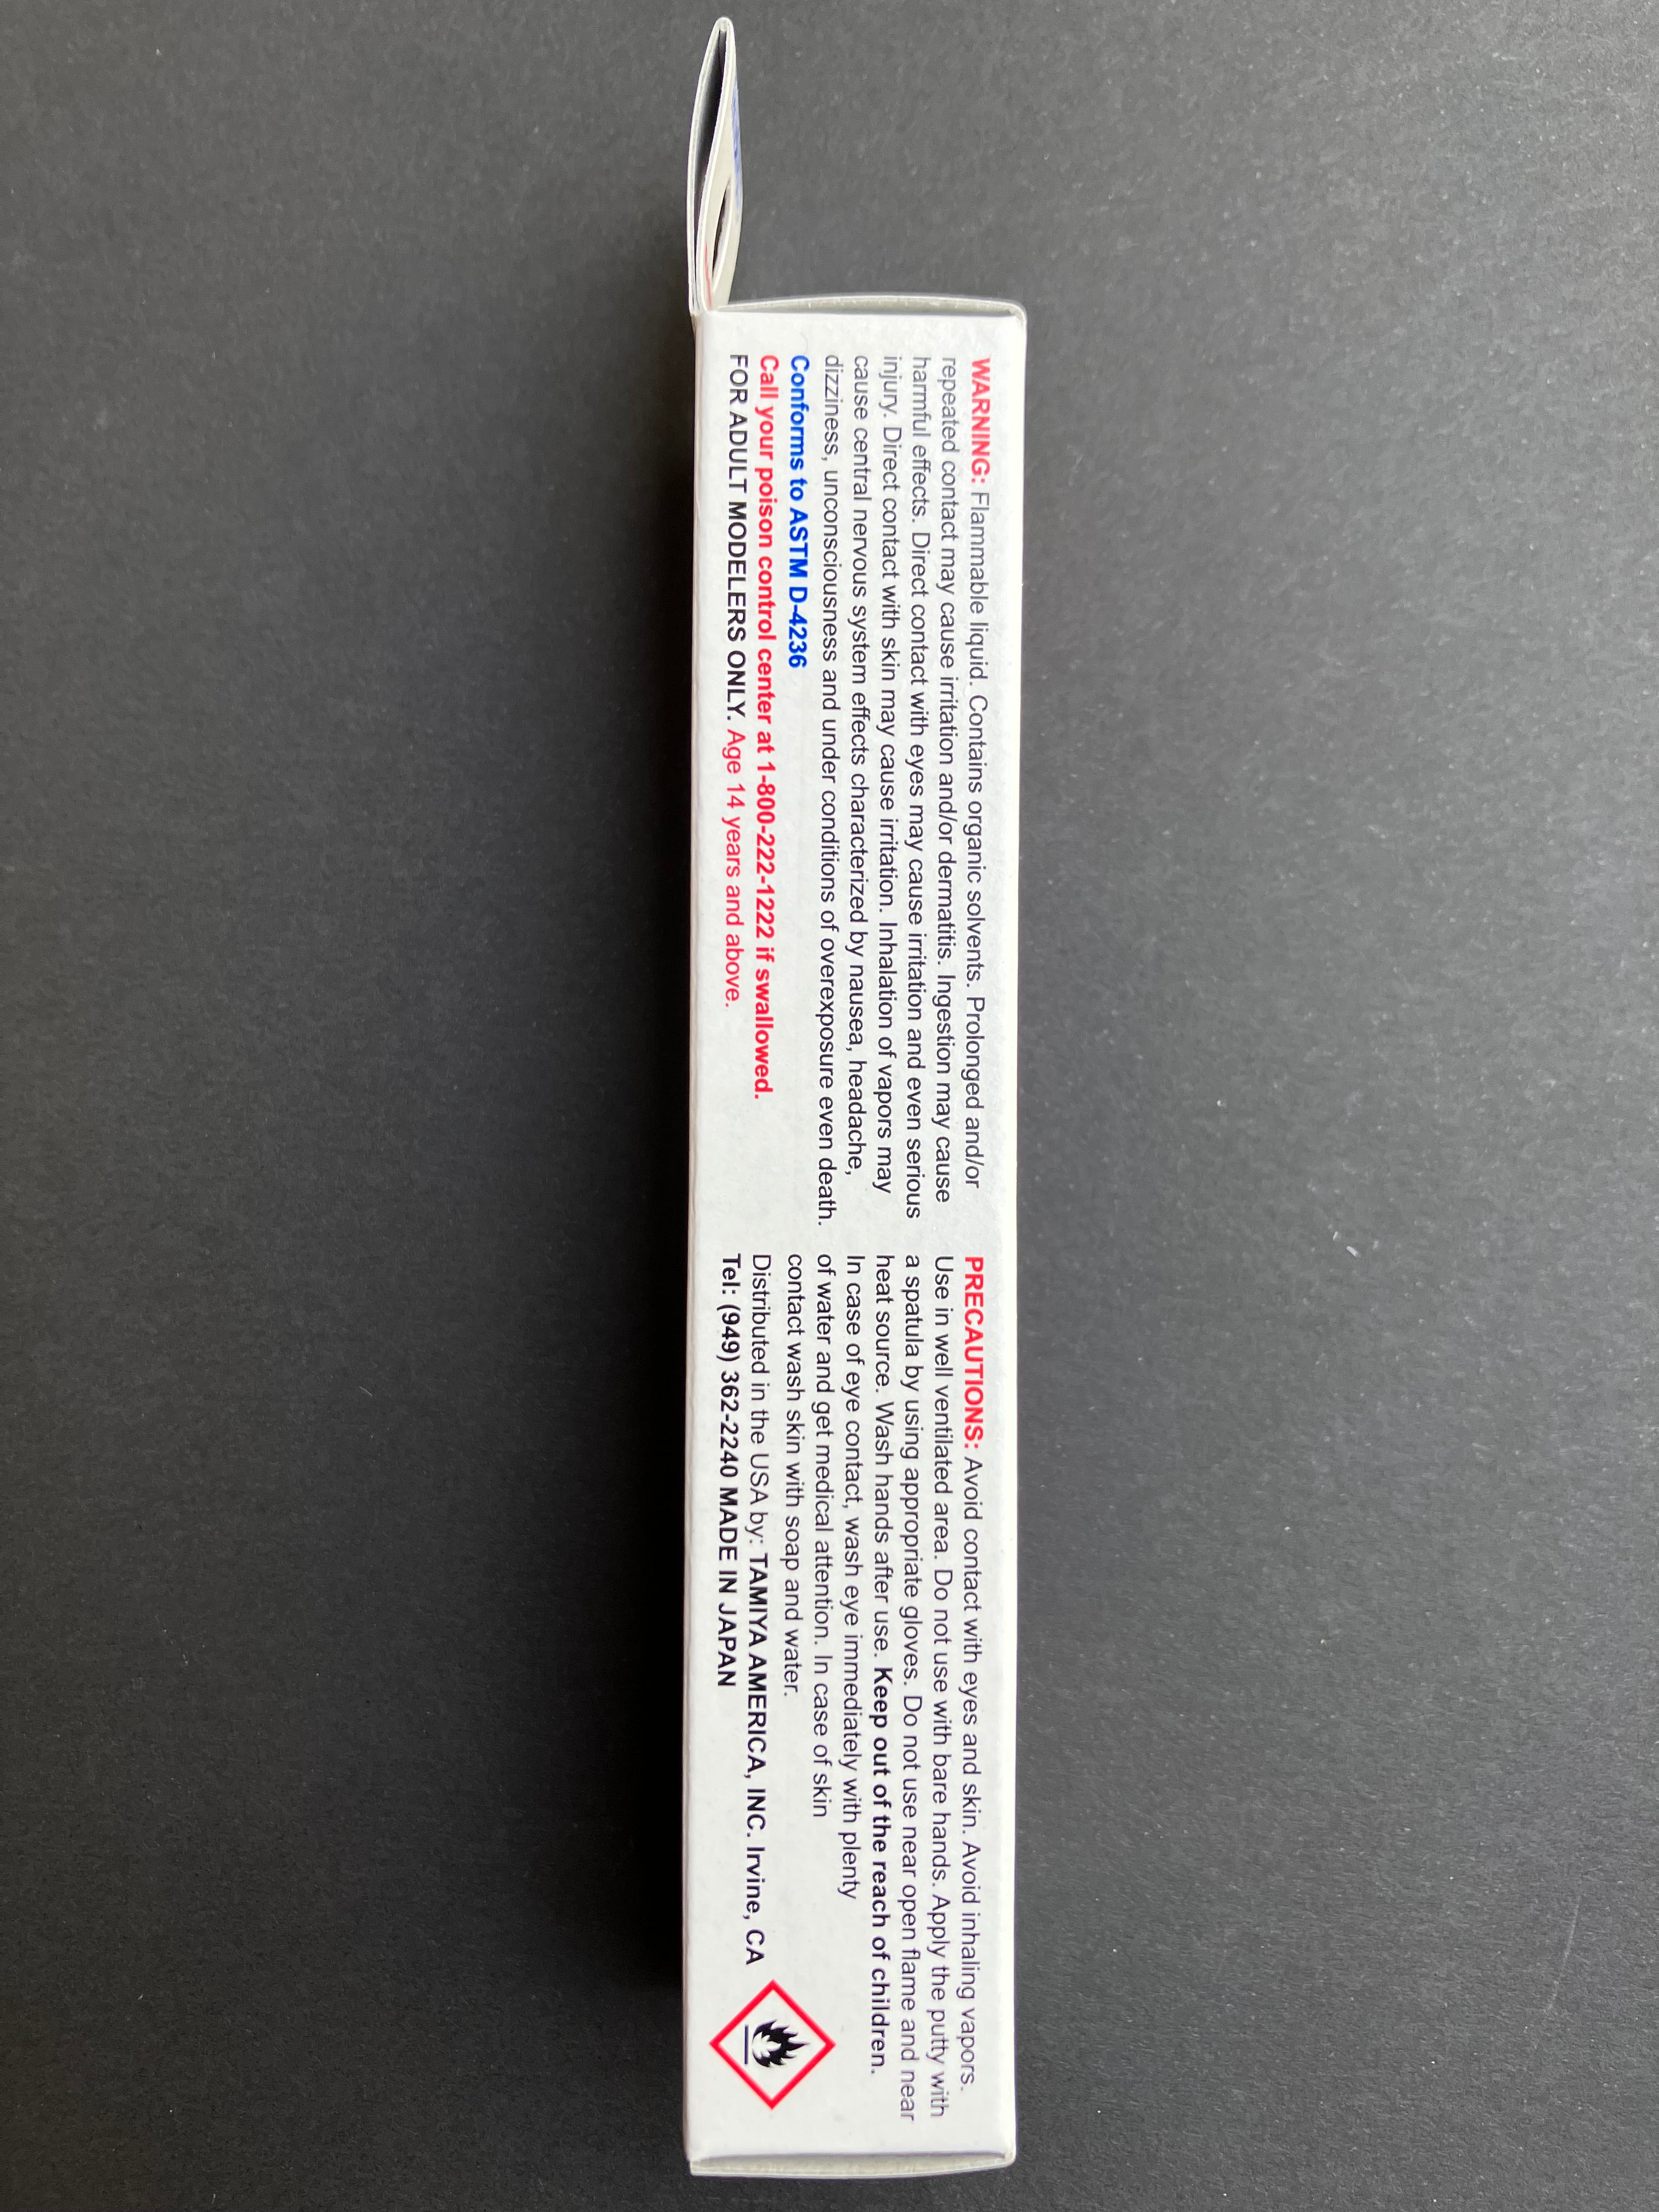 WARNING: Flammable liquid. Contains organic solvents. Prolonged and/or
repeated contact may cause irritation and/or dermatitis. Ingestion may cause
harmful effects. Direct contact with eyes may cause irritation and even serious
injury. Direct contact with skin may cause irritation. Inhalation of vapors may
cause central nervous system effects characterized by nausea, headache,
dizziness, unconsciousness and under conditions of overexposure even death.
Conforms to ASTM D-4236
Call your poison control center at 1-800-222-1222 if swallowed.
FOR ADULT MODELERS ONLY. Age 14 years and above.
PRECAUTIONS: Avoid contact with eyes and skin. Avoid inhaling vapors.
Use in well ventilated area. Do not use with bare hands. Apply the putty with
a spatula by using appropriate gloves. Do not use near open flame and near
heat source. Wash hands after use. Keep out of the reach of children.
In case of eye contact, wash eye immediately with plenty
of water and get medical attention. In case of skin
contact wash skin with soap and water.
Distributed in the USA by: TAMIYA AMERICA, INC. Irvine, CA
Tel: (949) 362-2240 MADE IN JAPAN